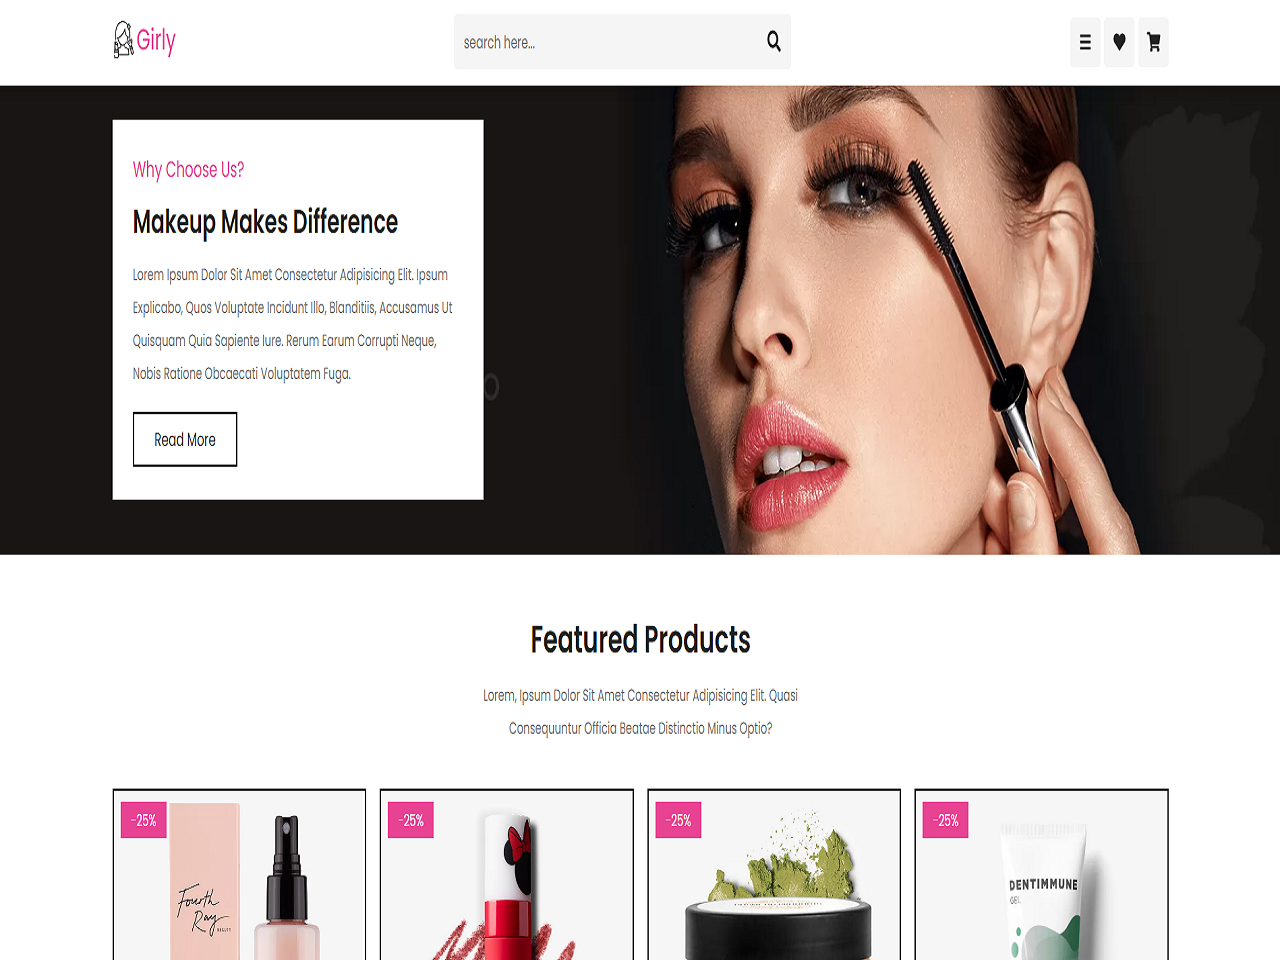 Girly
search here...
Why Choose Us?
Makeup Makes Difference
Lorem Ipsum Dolor Sit Amet Consectetur Adipisicing Elit. Ipsum
Explicabo, Quos Voluptate Incidunt Illo, Blanditiis, Accusamus Ut
Quisquam Quia Sapiente Iure. Rerum Earum Corrupti Neque,
Nobis Ratione Obcaecati Voluptatem Fuga.
Read More
Featured Products
Lorem, Ipsum Dolor Sit Amet Consectetur Adipisicing Elit. Quasi
Consequuntur Officia Beatae Distinctio Minus Optio?
-25%
-25%
-25%
-25%
Fourth
Ray
BEAUTY
DENTIMMUNE
GEL